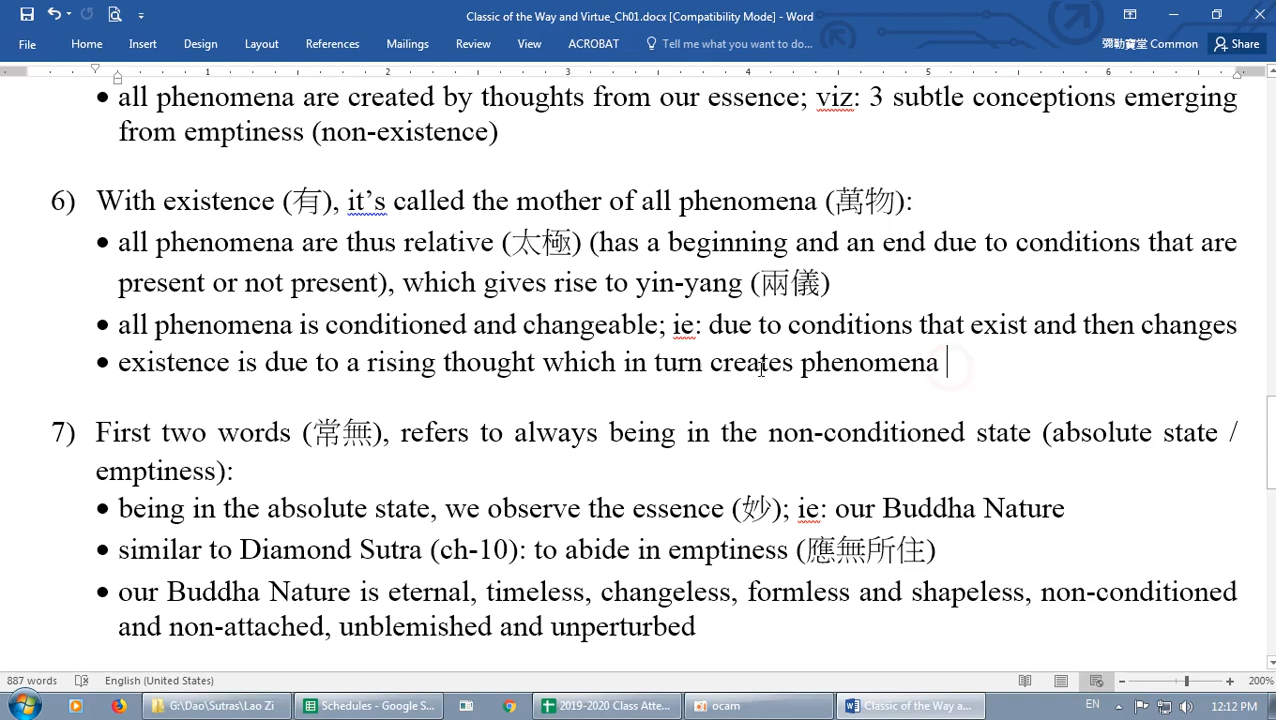 Classic of the Way and Virtue_Ch01.docx [Compatibility Mode] - Word
File Home Insert Design Layout References Mailings Review View ACROBAT Tell me what you want to do... 彌勒寶堂 Common Share
1 2 3 4 5 6
• all phenomena are created by thoughts from our essence; viz: 3 subtle conceptions emerging
from emptiness (non-existence)
6) With existence (有), it’s called the mother of all phenomena (萬物):
• all phenomena are thus relative (太極) (has a beginning and an end due to conditions that are
present or not present), which gives rise to yin-yang (兩儀)
• all phenomena is conditioned and changeable; ie: due to conditions that exist and then changes
• existence is due to a rising thought which in turn creates phenomena
7) First two words (常無), refers to always being in the non-conditioned state (absolute state /
emptiness):
• being in the absolute state, we observe the essence (妙); ie: our Buddha Nature
• similar to Diamond Sutra (ch-10): to abide in emptiness (應無所住)
• our Buddha Nature is eternal, timeless, changeless, formless and shapeless, non-conditioned
and non-attached, unblemished and unperturbed
887 words English (United States) 200%
G:\Dao\Sutras\Lao Zi Schedules - Google S... 2019-2020 Class Atte... ocam Classic of the Way a... EN 12:12 PM